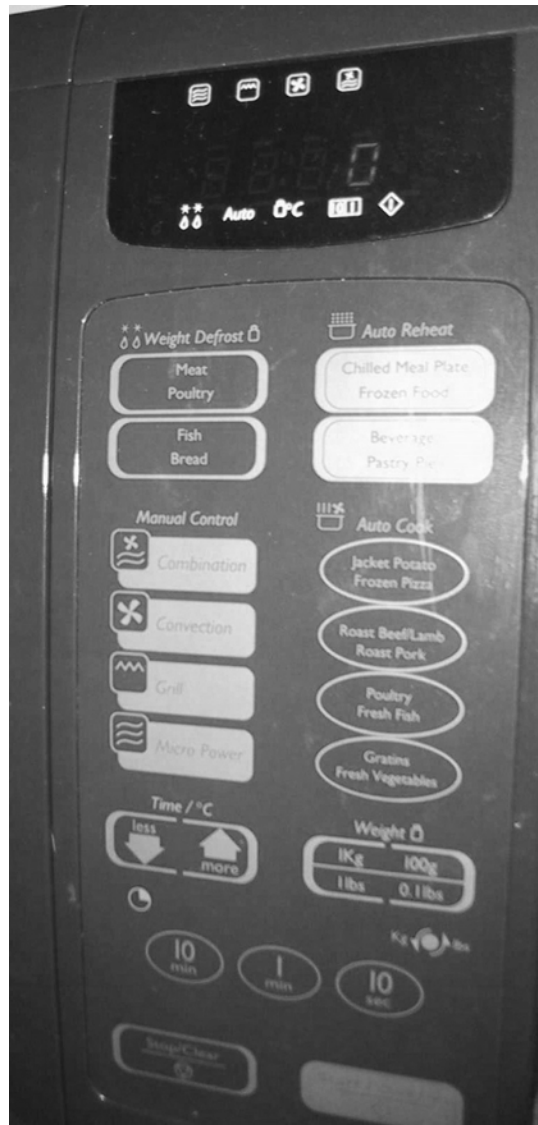 0
Auto °C
Weight Defrost
Meat
Poultry
Fish
Bread
Auto Reheat
Chilled Meal Plate
Frozen Food
Beverage
Pastry Pies
Manual Control
Combination
Convection
Grill
Micro Power
Auto Cook
Jacket Potato
Frozen Pizza
Roast Beef/Lamb
Roast Pork
Poultry
Fresh Fish
Gratins
Fresh Vegetables
Time / °C
less
more
Weight
1Kg 100g
1lbs 0.1lbs
Kg lbs
10
min
1
min
10
sec
Stop/Clear